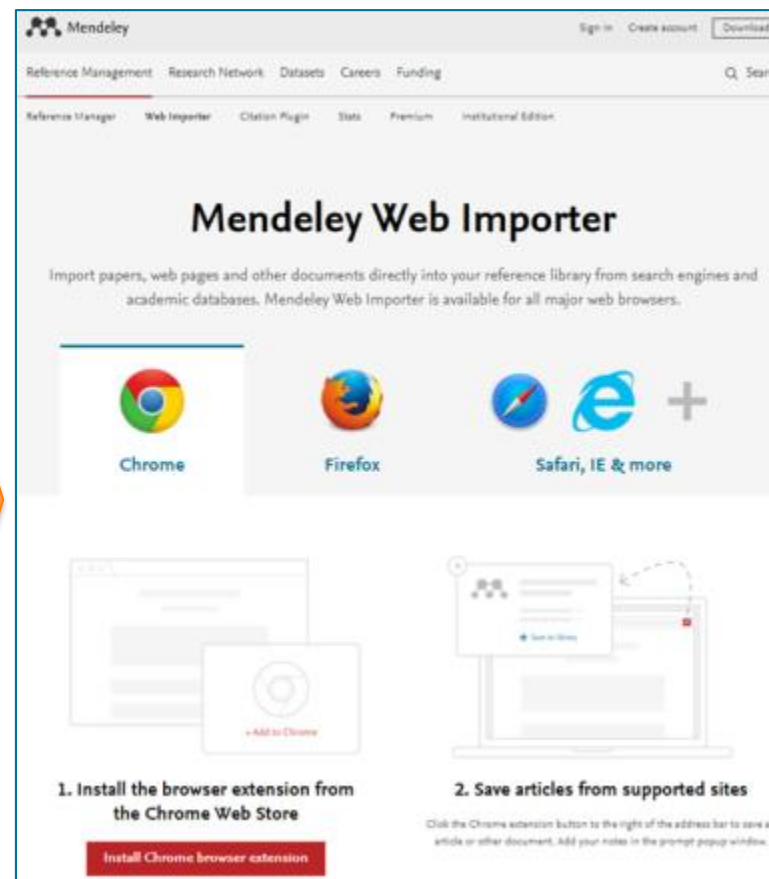 Mendeley
Sign in Create account Download
Reference Management Research Network Datasets Careers Funding
Sear
Reference Manager Web Importer Citation Plugin Stats Premium Institutional Edition
Mendeley Web Importer
Import papers, web pages and other documents directly into your reference library from search engines and
academic databases. Mendeley Web Importer is available for all major web browsers.
Chrome Firefox Safari, IE & more
+ Add to Chrome
Save to library
1. Install the browser extension from
the Chrome Web Store
Install Chrome browser extension
2. Save articles from supported sites
Click the Chrome extension button to the right of the address bar to save a
article or other document. Add your notes in the prompt popup window.